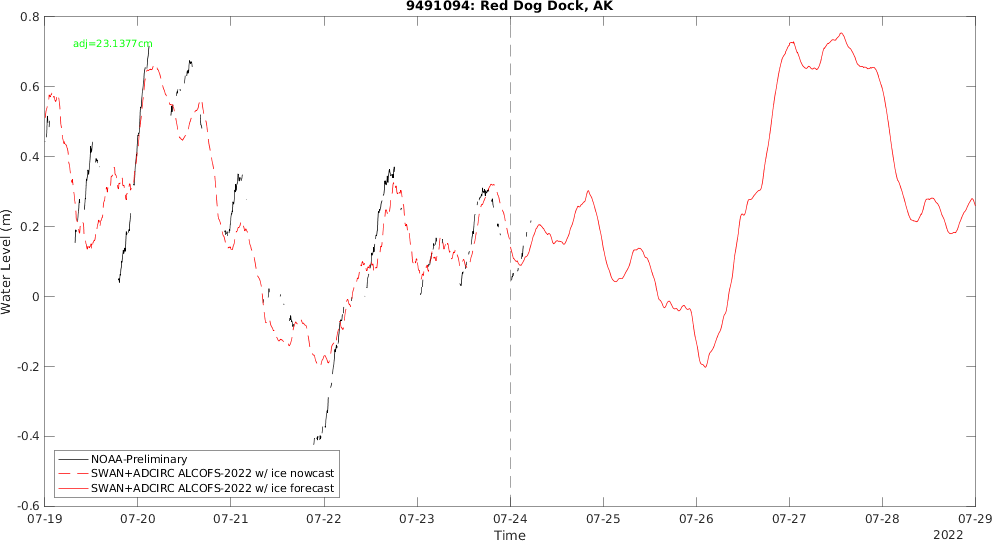 9491094: Red Dog Dock, AK
adj=23.1377cm
0.8
0.6
0.4
0.2
0
-0.2
-0.4
-0.6
Water Level (m)
NOAA-Preliminary
SWAN+ADCIRC ALCOFS-2022 w/ ice nowcast
SWAN+ADCIRC ALCOFS-2022 w/ ice forecast
07-19 07-20 07-21 07-22 07-23 07-24 07-25 07-26 07-27 07-28 07-29
Time
2022